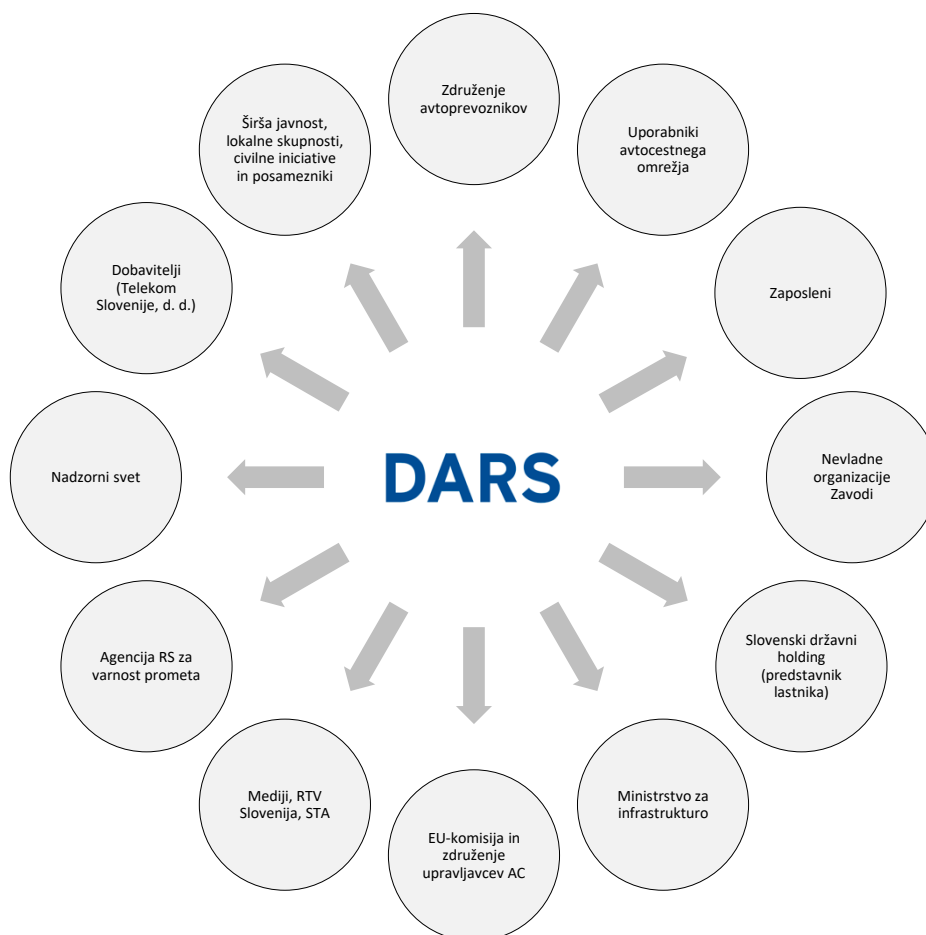 Združenje
avtoprevoznikov
Uporabniki
avtocestnega
omrežja
Zaposleni
Nevladne
organizacije
Zavodi
Slovenski državni
holding
(predstavnik
lastnika)
Ministrstvo za
infrastrukturo
EU-komisija in
združenje
upravljavcev AC
Mediji, RTV
Slovenija, STA
Agencija RS za
varnost prometa
Nadzorni svet
Dobavitelji
(Telekom
Slovenije, d. d.)
Širša javnost,
lokalne skupnosti,
civilne iniciative
in posamezniki
DARS